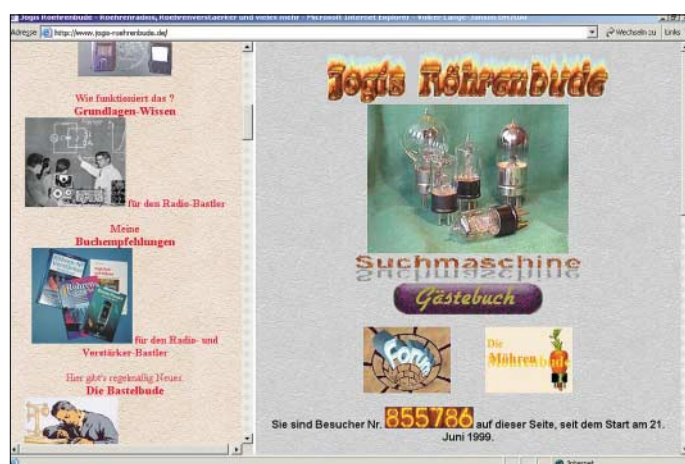 Jogis Roehrenbude - Roehrenradios, Roehrenverstaerker und vieles mehr - Microsoft Internet Explorer - Volker Lange
Adresse http://www.jogis-roehrenbude.de/ Wechseln zu Links
Wie funktioniert das ?
Grundlagen-Wissen
für den Radio-Bastler
Meine
Buchempfehlungen
Röhren
für den Radio- und
Verstärker-Bastler
Hier gibt's regelmäßig Neues.
Die Bastelbude
Jogis Röhrenbude
Suchmaschine
Gästebuch
Forum
Die
Möhrenbude
Sie sind Besucher Nr. 855786 auf dieser Seite, seit dem Start am 21.
Juni 1999.
Internet